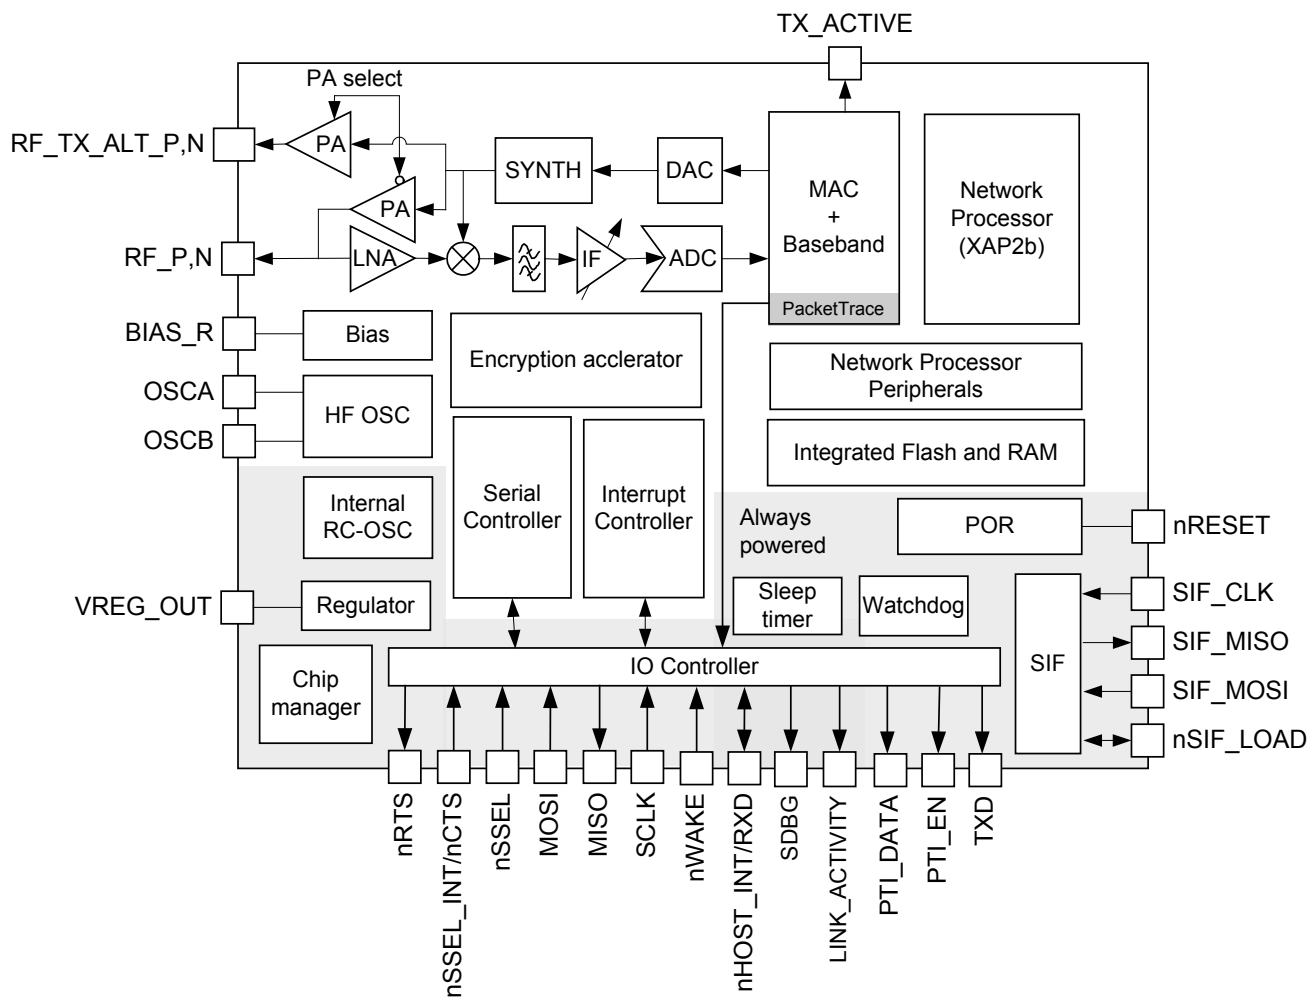 TX_ACTIVE
PA select
RF_TX_ALT_P,N
PA
SYNTH
DAC
MAC
+
Baseband
Network
Processor
(XAP2b)
PA
RF_P,N
LNA
IF
ADC
PacketTrace
BIAS_R
Bias
Encryption acclerator
Network Processor
Peripherals
OSCA
HF OSC
OSCB
Integrated Flash and RAM
Internal
RC-OSC
Serial
Controller
Interrupt
Controller
Always
powered
POR
nRESET
VREG_OUT
Regulator
Sleep
timer
Watchdog
SIF
SIF_CLK
SIF_MISO
SIF_MOSI
nSIF_LOAD
IO Controller
Chip
manager
nRTS
nSSEL_INT/nCTS
nSSEL
MOSI
MISO
SCLK
nWAKE
nHOST_INT/RXD
SDBG
LINK_ACTIVITY
PTI_DATA
PTI_EN
TXD